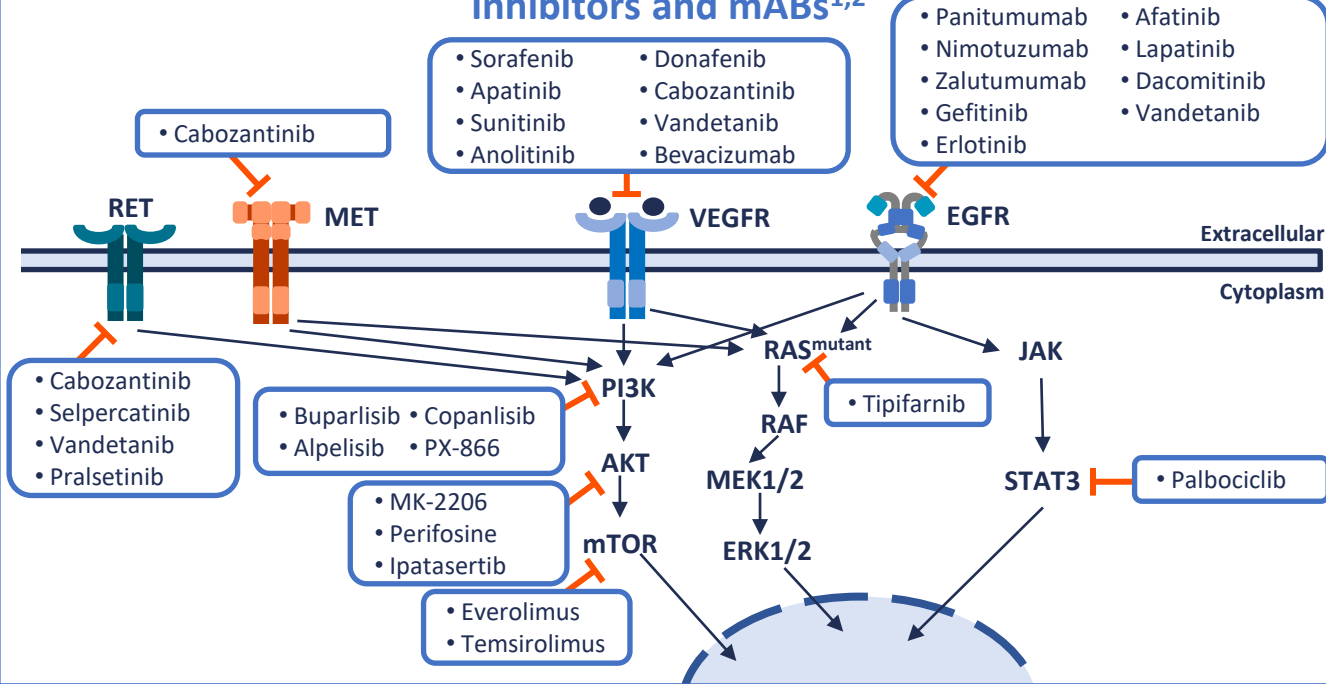 Inhibitors and mABs1,2
• Panitumumab • Afatinib
• Nimotuzumab • Lapatinib
• Zalutumumab • Dacomitinib
• Gefitinib • Vandetanib
• Erlotinib
• Sorafenib • Donafenib
• Apatinib • Cabozantinib
• Sunitinib • Vandetanib
• Anolitinib • Bevacizumab
• Cabozantinib
RET
MET
VEGFR
EGFR
Extracellular
Cytoplasm
RASmutant
JAK
• Cabozantinib
• Selpercatinib
• Vandetanib
• Pralsetinib
PI3K
• Buparlisib • Copanlisib
• Alpelisib • PX-866
• Tipifarnib
RAF
AKT
MEK1/2
STAT3
• Palbociclib
• MK-2206
• Perifosine
• Ipatasertib
mTOR
ERK1/2
• Everolimus
• Temsirolimus